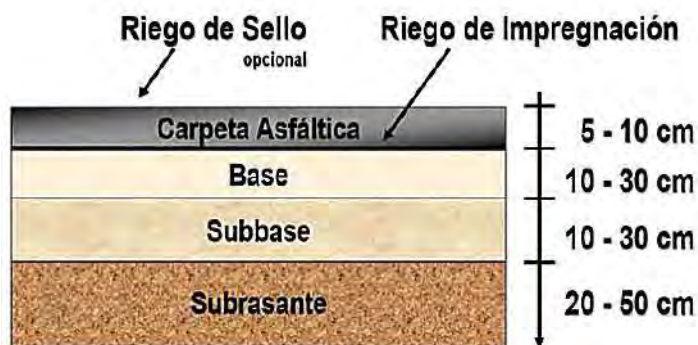 Riego de Sello
opcional
Riego de Impregnación
Carpeta Asfáltica
5 - 10 cm
Base
10 - 30 cm
Subbase
10 - 30 cm
Subrasante
20 - 50 cm